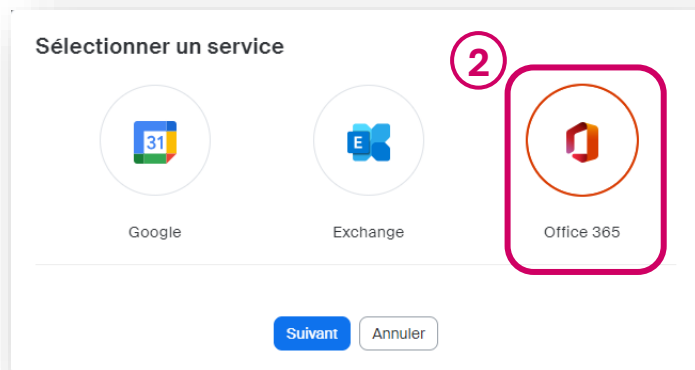 Sélectionner un service
2
31
E
Google
Exchange
Office 365
Suivant
Annuler